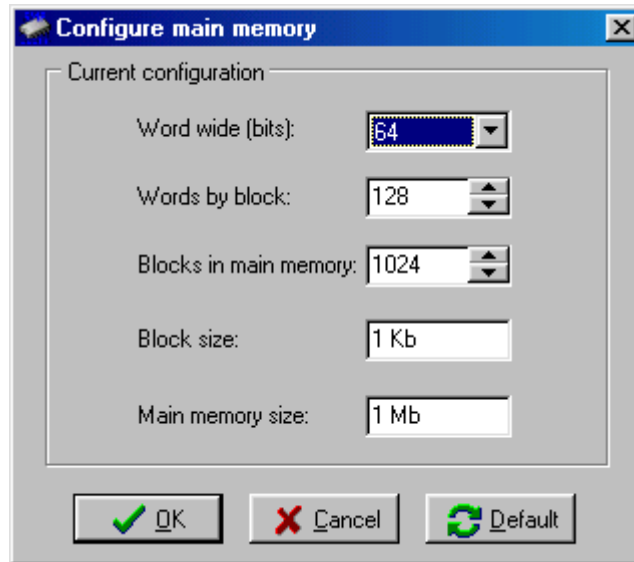 Configure main memory
Current configuration
Word wide (bits): 64
Words by block: 128
Blocks in main memory: 1024
Block size: 1 Kb
Main memory size: 1 Mb
OK Cancel Default